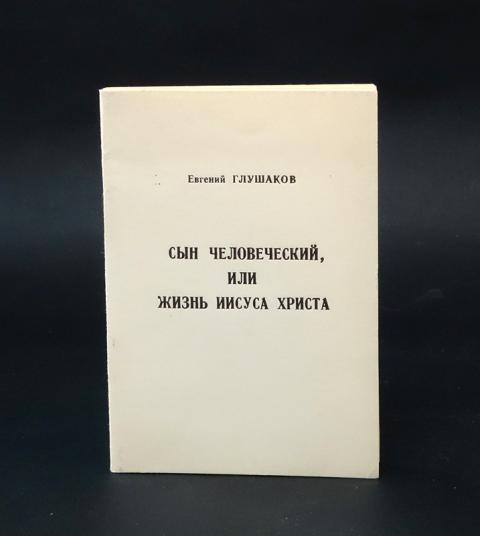 Евгений ГЛУШАКОВ
СЫН ЧЕЛОВЕЧЕСКИЙ,
ИЛИ
ЖИЗНЬ ИИСУСА ХРИСТА